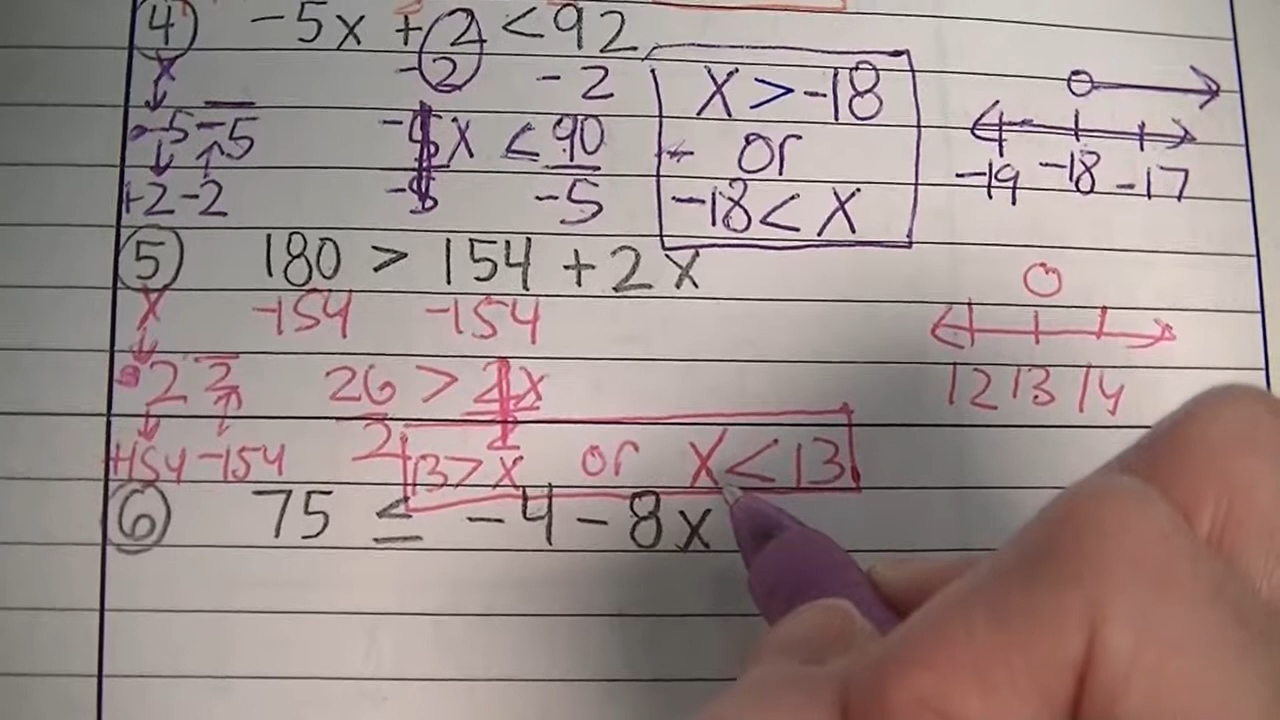 ④ -5x + 2 < 92
x -2 -2 x > -18
·-5 ÷-5 -5x < 90 or
+2 -2 -5 -5 -18 < x -19 -18 -17
⑤ 180 > 154 + 2x
x -154 -154
·2 ÷2 26 > 2x 12 13 14
+154 -154 2 2 13 > x or x < 13
⑥ 75 ≤ -4 - 8x